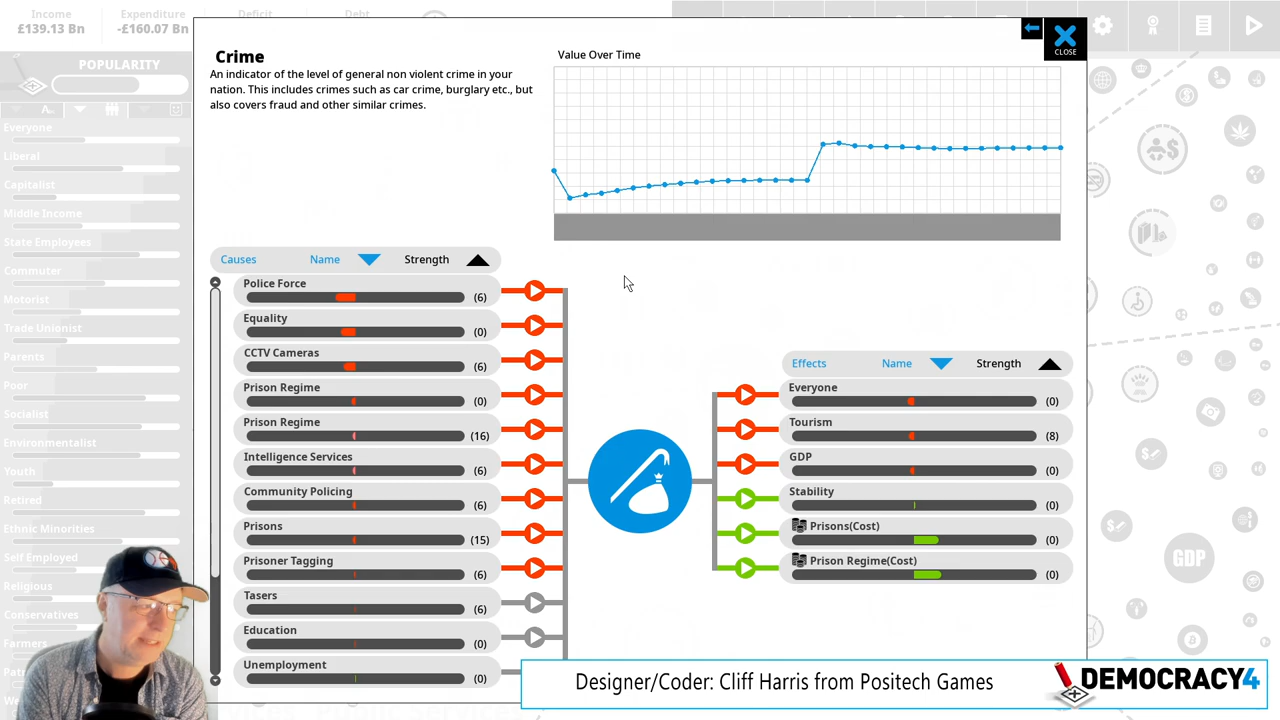 Income
Expenditure
Deficit
Debt
£139.13 Bn
-£160.07 Bn
POPULARITY
Everyone
Liberal
Capitalist
Middle Income
State Employees
Commuter
Motorist
Trade Unionist
Parents
Poor
Socialist
Environmentalist
Youth
Retired
Ethnic Minorities
Self Employed
Religious
Conservatives
Farmers
CLOSE
Crime
An indicator of the level of general non violent crime in your
nation. This includes crimes such as car crime, burglary etc., but
also covers fraud and other similar crimes.
Value Over Time
Causes
Name
Strength
Police Force
(6)
Equality
(0)
CCTV Cameras
(6)
Prison Regime
(0)
Prison Regime
(16)
Intelligence Services
(6)
Community Policing
(6)
Prisons
(15)
Prisoner Tagging
(6)
Tasers
(6)
Education
(0)
Unemployment
(0)
Effects
Name
Strength
Everyone
(0)
Tourism
(8)
GDP
(0)
Stability
(0)
Prisons(Cost)
(0)
Prison Regime(Cost)
(0)
GDP
Designer/Coder: Cliff Harris from Positech Games
DEMOCRACY4